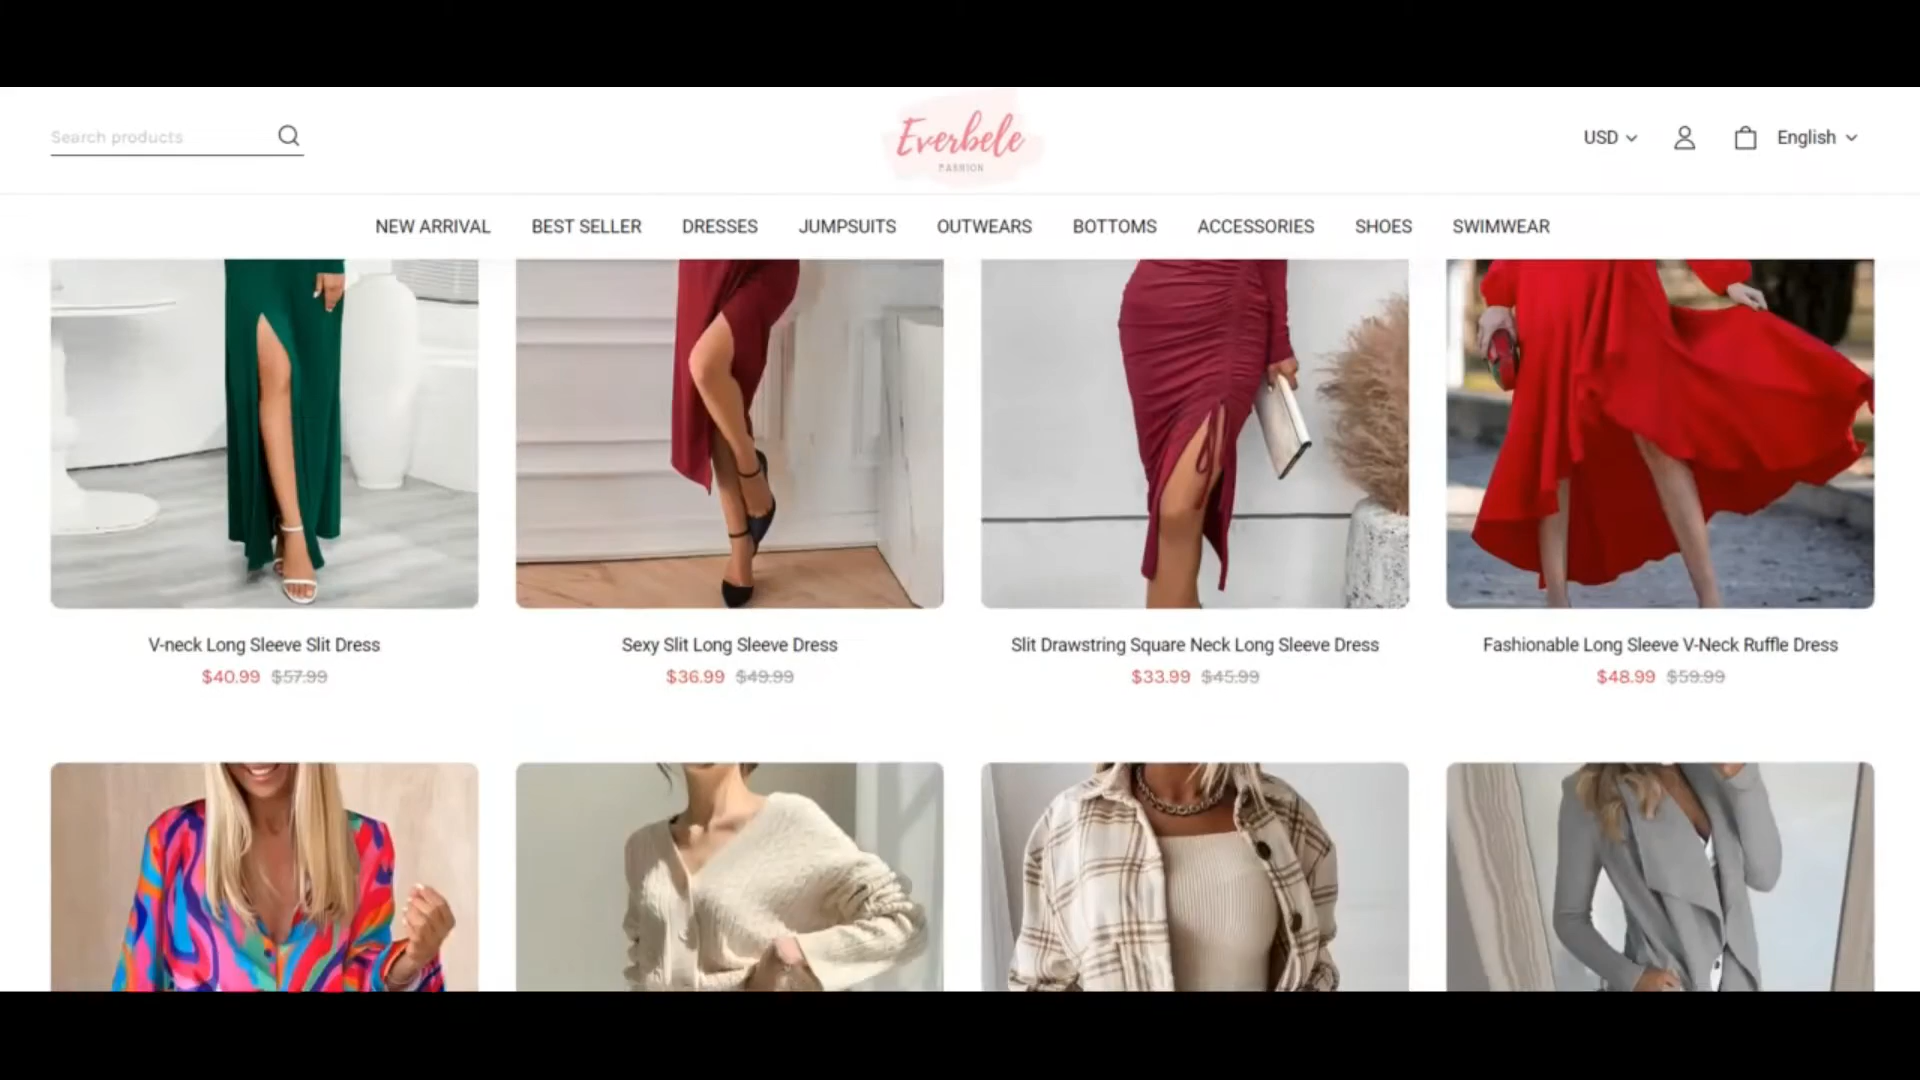 Search products
Everbele
FASHION
USD
English
NEW ARRIVAL BEST SELLER DRESSES JUMPSUITS OUTWEARS BOTTOMS ACCESSORIES SHOES SWIMWEAR
V-neck Long Sleeve Slit Dress
$40.99 $57.99
Sexy Slit Long Sleeve Dress
$36.99 $49.99
Slit Drawstring Square Neck Long Sleeve Dress
$33.99 $45.99
Fashionable Long Sleeve V-Neck Ruffle Dress
$48.99 $59.99